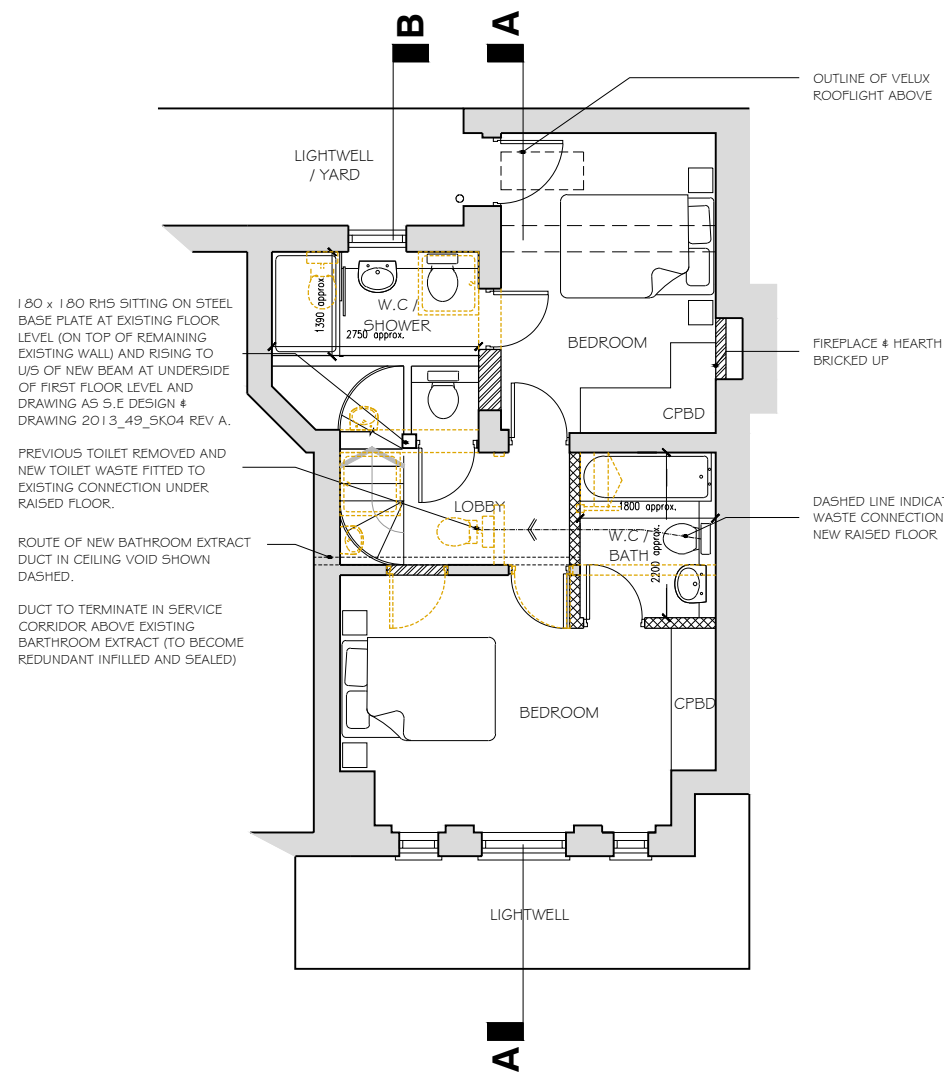 B
A
OUTLINE OF VELUX
ROOFLIGHT ABOVE
LIGHTWELL
/ YARD
180 x 180 RHS SITTING ON STEEL
BASE PLATE AT EXISTING FLOOR
LEVEL (ON TOP OF REMAINING
EXISTING WALL) AND RISING TO
U/S OF NEW BEAM AT UNDERSIDE
OF FIRST FLOOR LEVEL AND
DRAWING AS S.E DESIGN &
DRAWING 2013_49_SK04 REV A.
PREVIOUS TOILET REMOVED AND
NEW TOILET WASTE FITTED TO
EXISTING CONNECTION UNDER
RAISED FLOOR.
ROUTE OF NEW BATHROOM EXTRACT
DUCT IN CEILING VOID SHOWN
DASHED.
DUCT TO TERMINATE IN SERVICE
CORRIDOR ABOVE EXISTING
BARTHROOM EXTRACT (TO BECOME
REDUNDANT INFILLED AND SEALED)
1390 approx.
W.C /
SHOWER
2750 approx.
BEDROOM
CPBD
FIREPLACE & HEARTH
BRICKED UP
LOBBY
1800 approx.
W.C /
BATH
2200 approx.
DASHED LINE INDICAT
WASTE CONNECTION
NEW RAISED FLOOR
BEDROOM
CPBD
LIGHTWELL
A